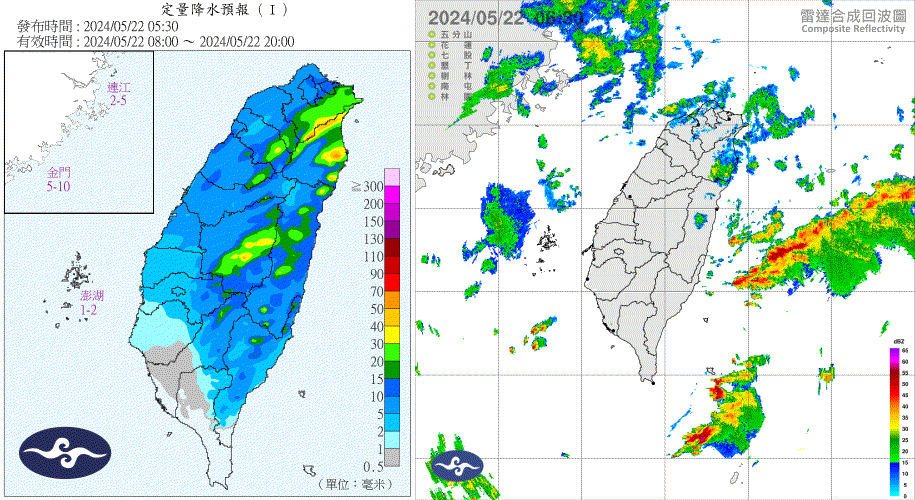 定量降水預報 ( I )
發布時間 : 2024/05/22 05:30
有效時間 : 2024/05/22 08:00 ～ 2024/05/22 20:00
連江
2-5
金門
5-10
澎湖
1-2
≧300
200
150
130
110
90
70
50
40
30
20
15
10
5
2
1
0.5
(單位：毫米)
2024/05/22 06:30
雷達合成回波圖
Composite Reflectivity
五分山
花蓮
七股
墾丁
樹林
南屯
林園
dBZ
65
60
55
50
45
40
35
30
25
20
15
10
5
0